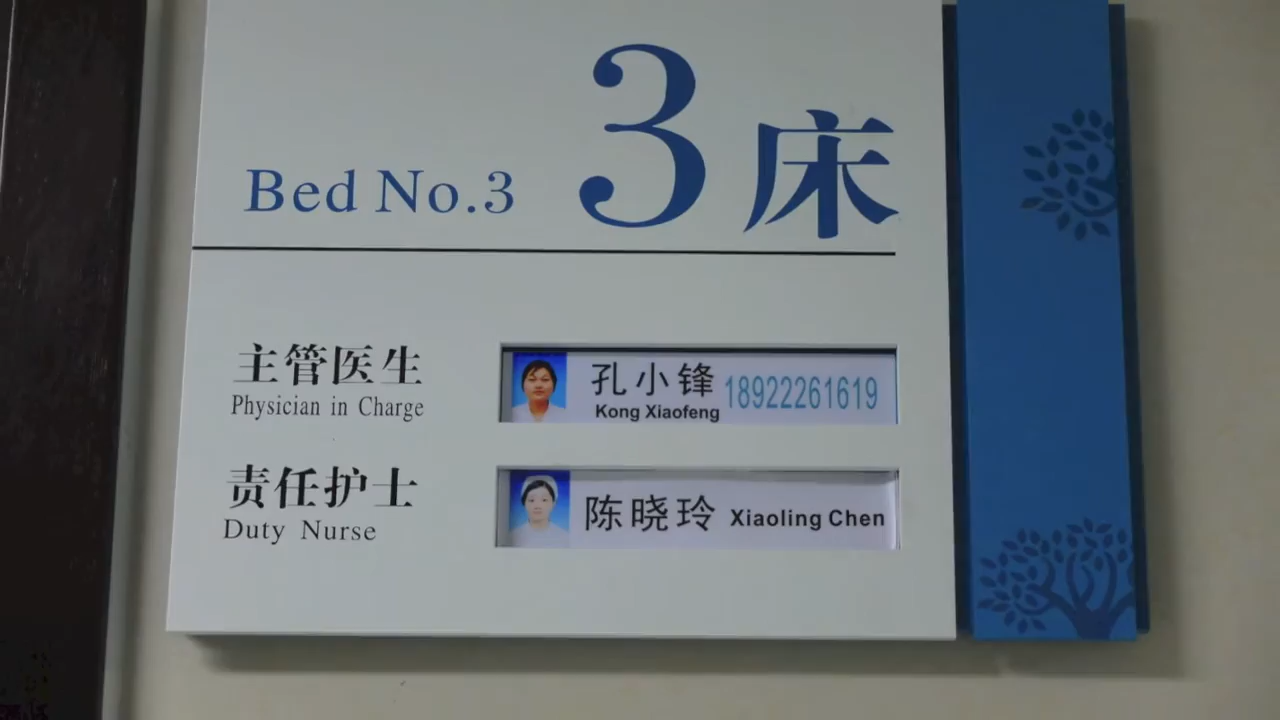 3床
Bed No.3
主管医生
Physician in Charge
孔小锋 18922261619
Kong Xiaofeng
责任护士
Duty Nurse
陈晓玲 Xiaoling Chen